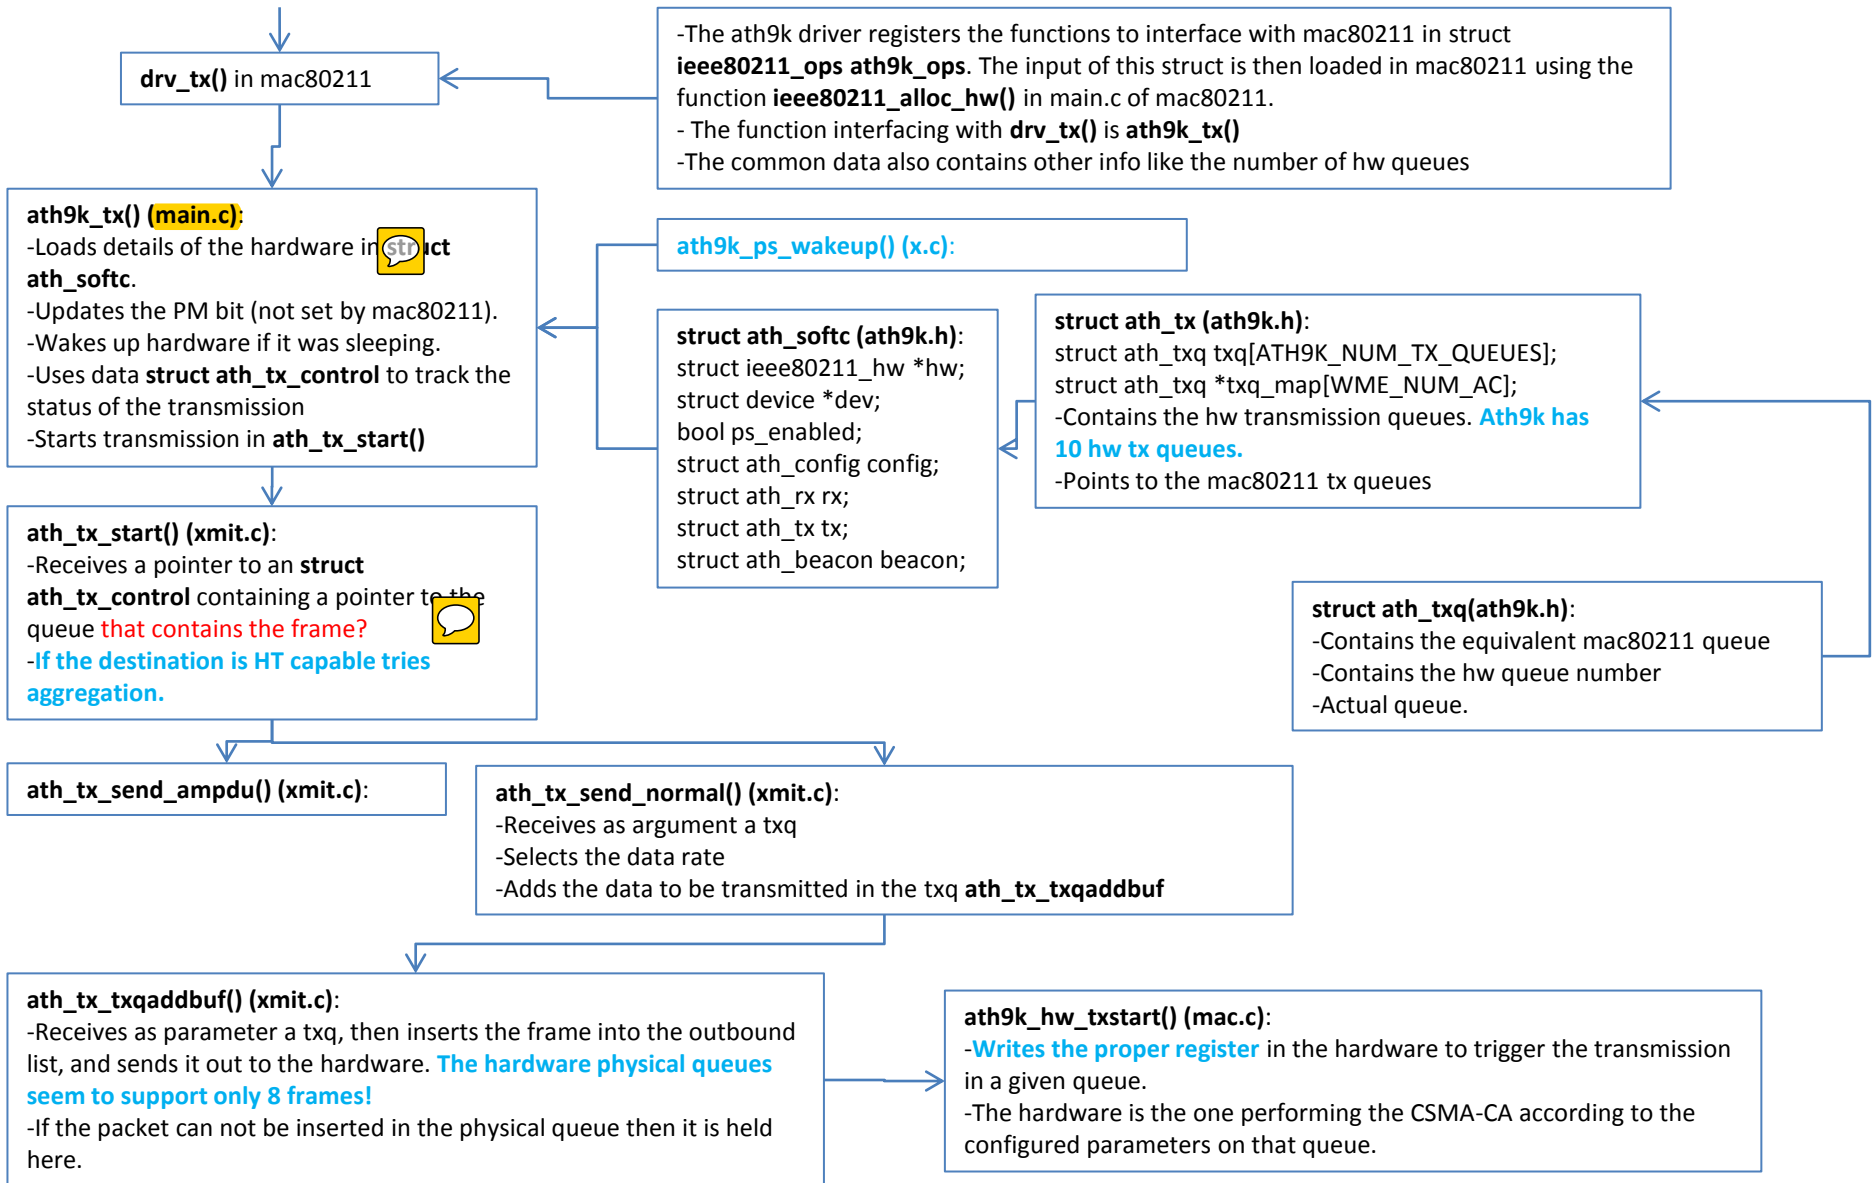 drv_tx() in mac80211
-The ath9k driver registers the functions to interface with mac80211 in struct
ieee80211_ops ath9k_ops. The input of this struct is then loaded in mac80211 using the
function ieee80211_alloc_hw() in main.c of mac80211.
- The function interfacing with drv_tx() is ath9k_tx()
-The common data also contains other info like the number of hw queues
ath9k_tx() (main.c):
-Loads details of the hardware in struct
ath_softc.
-Updates the PM bit (not set by mac80211).
-Wakes up hardware if it was sleeping.
-Uses data struct ath_tx_control to track the
status of the transmission
-Starts transmission in ath_tx_start()
ath9k_ps_wakeup() (x.c):
struct ath_softc (ath9k.h):
struct ieee80211_hw *hw;
struct device *dev;
bool ps_enabled;
struct ath_config config;
struct ath_rx rx;
struct ath_tx tx;
struct ath_beacon beacon;
struct ath_tx (ath9k.h):
struct ath_txq txq[ATH9K_NUM_TX_QUEUES];
struct ath_txq *txq_map[WME_NUM_AC];
-Contains the hw transmission queues. Ath9k has
10 hw tx queues.
-Points to the mac80211 tx queues
ath_tx_start() (xmit.c):
-Receives a pointer to an struct
ath_tx_control containing a pointer to the
queue that contains the frame?
-If the destination is HT capable tries
aggregation.
struct ath_txq(ath9k.h):
-Contains the equivalent mac80211 queue
-Contains the hw queue number
-Actual queue.
ath_tx_send_ampdu() (xmit.c):
ath_tx_send_normal() (xmit.c):
-Receives as argument a txq
-Selects the data rate
-Adds the data to be transmitted in the txq ath_tx_txqaddbuf
ath_tx_txqaddbuf() (xmit.c):
-Receives as parameter a txq, then inserts the frame into the outbound
list, and sends it out to the hardware. The hardware physical queues
seem to support only 8 frames!
-If the packet can not be inserted in the physical queue then it is held
here.
ath9k_hw_txstart() (mac.c):
-Writes the proper register in the hardware to trigger the transmission
in a given queue.
-The hardware is the one performing the CSMA-CA according to the
configured parameters on that queue.